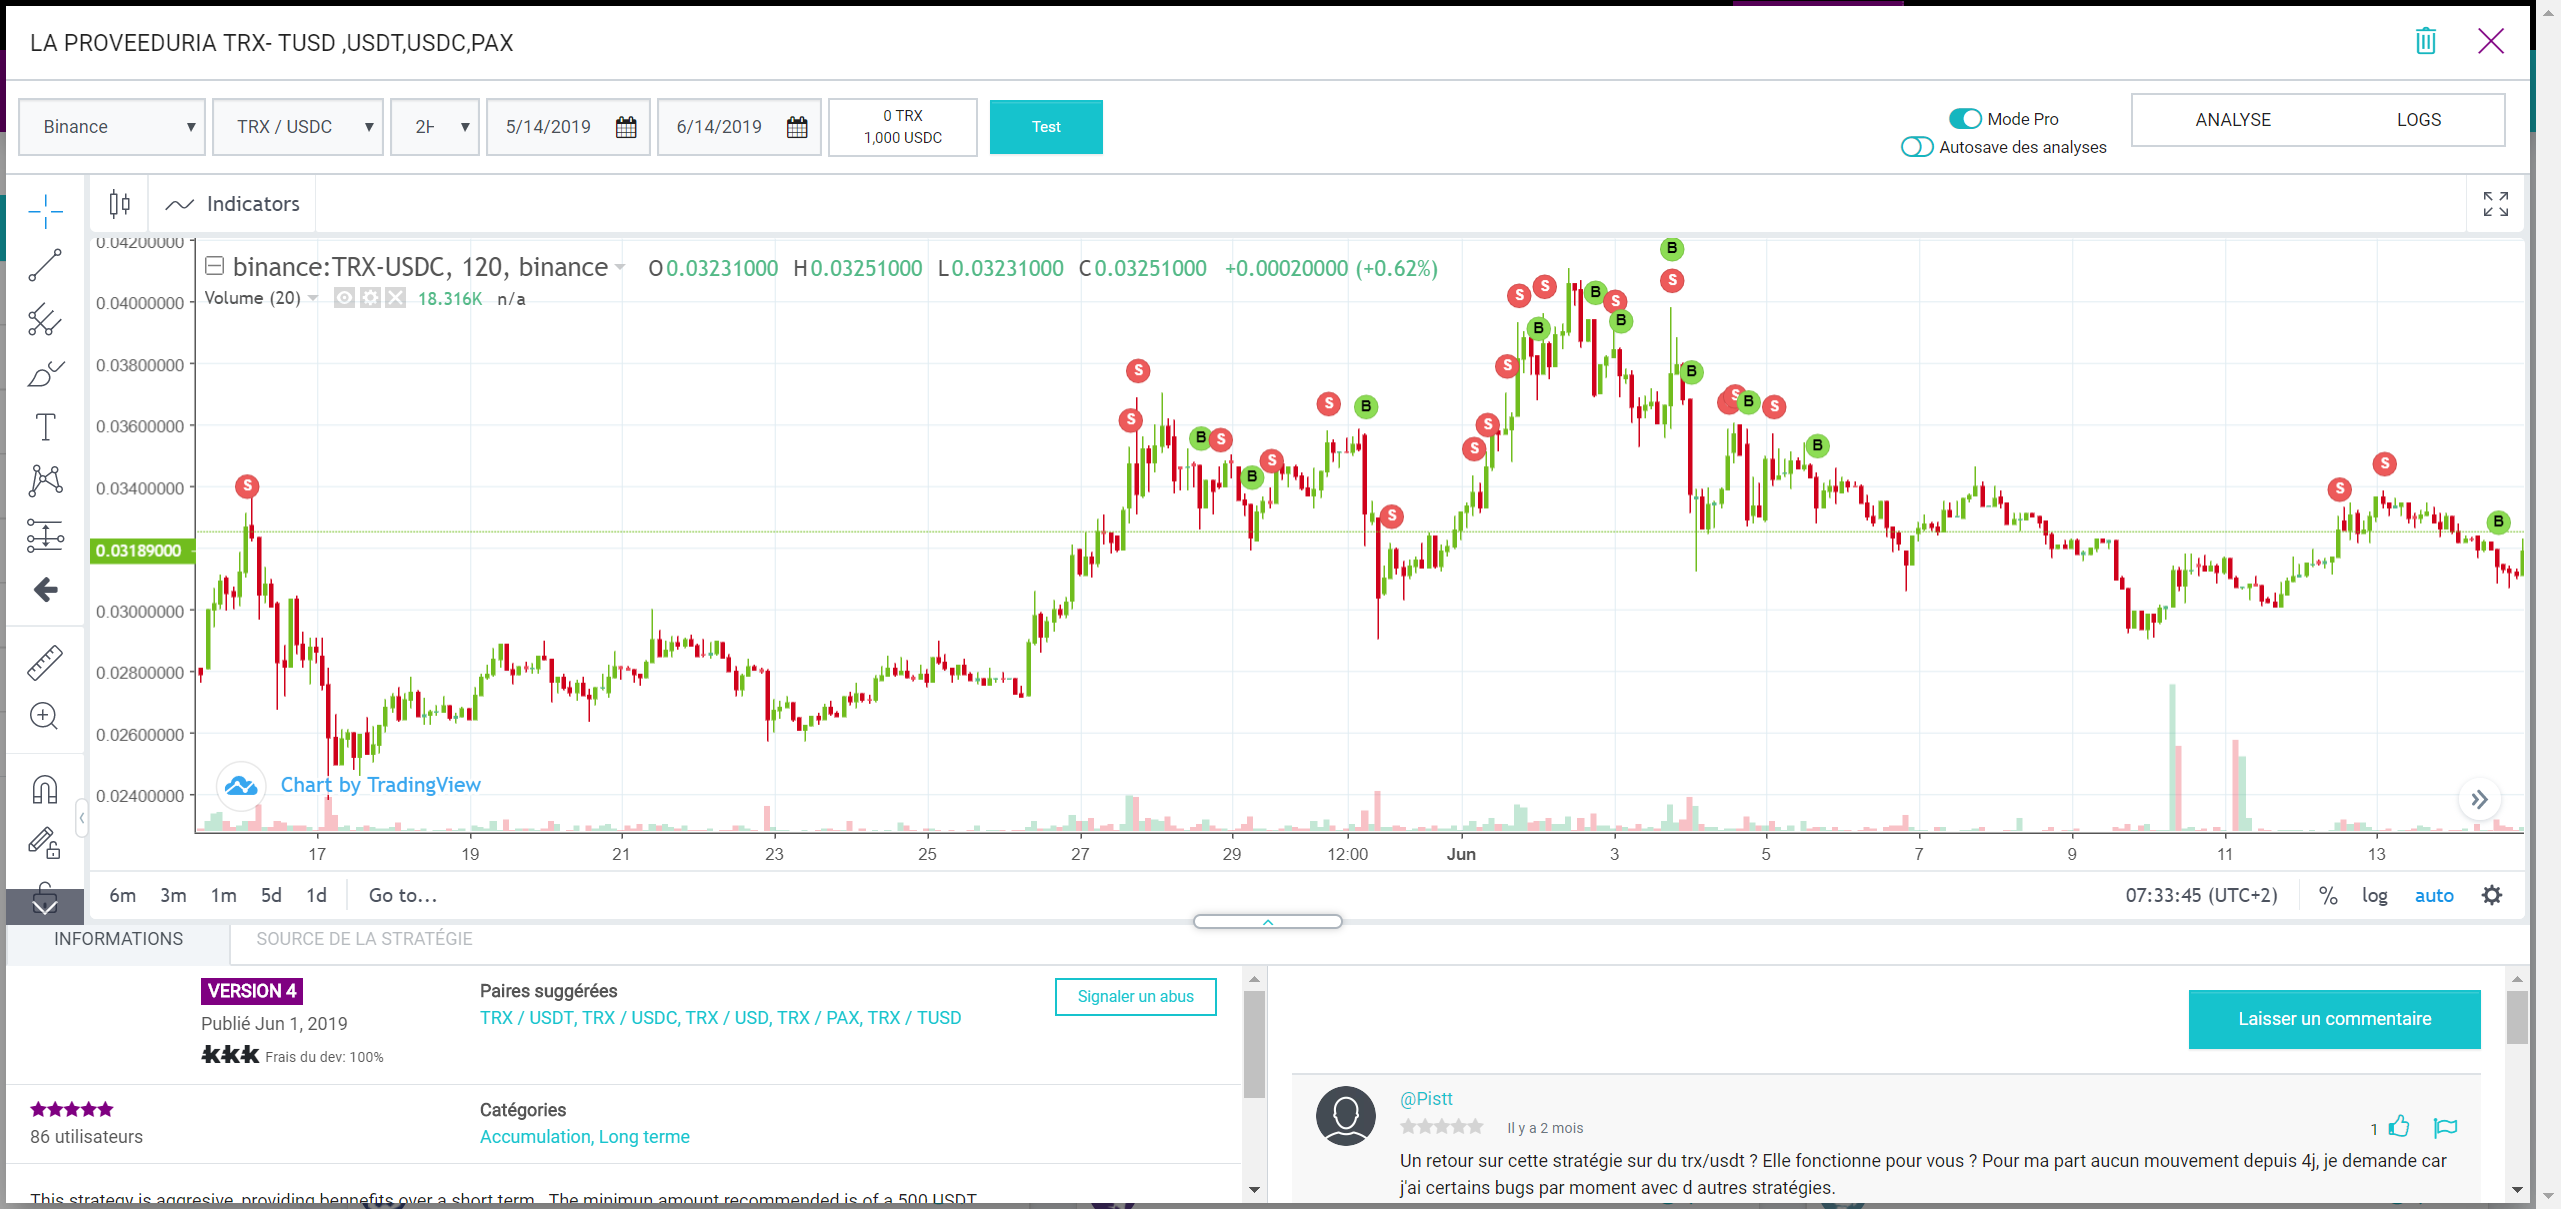 LA PROVEEDURIA TRX- TUSD ,USDT,USDC,PAX
Binance
TRX / USDC
5/14/2019
6/14/2019
0 TRX
1,000 USDC
Test
Mode Pro
Autosave des analyses
ANALYSE
LOGS
Indicators
binance:TRX-USDC, 120, binance
O0.03231000 H0.03251000 L0.03231000 C0.03251000 +0.00020000 (+0.62%)
Volume (20) 18.316K n/a
0.04200000
0.04000000
0.03800000
0.03600000
0.03400000
0.03189000
0.03000000
0.02800000
0.02600000
0.02400000
S
S
S
B
S
B
S
S
B
S
S
S
S
S
S
B
B
S
B
B
S
B
S
B
S
B
S
S
B
Chart by TradingView
17 19 21 23 25 27 29 12:00 Jun 3 5 7 9 11 13
6m 3m 1m 5d 1d Go to...
07:33:45 (UTC+2) % log auto
INFORMATIONS
SOURCE DE LA STRATÉGIE
VERSION 4
Publié Jun 1, 2019
Frais du dev: 100%
Paires suggérées
TRX / USDT, TRX / USDC, TRX / USD, TRX / PAX, TRX / TUSD
Signaler un abus
86 utilisateurs
Catégories
Accumulation, Long terme
This strategy is aggresive, providing bennefits over a short term. The minimun amount recommended is of a 500 USDT
Laisser un commentaire
@Pistt
Il y a 2 mois
1
Un retour sur cette stratégie sur du trx/usdt ? Elle fonctionne pour vous ? Pour ma part aucun mouvement depuis 4j, je demande car
j'ai certains bugs par moment avec d autres stratégies.